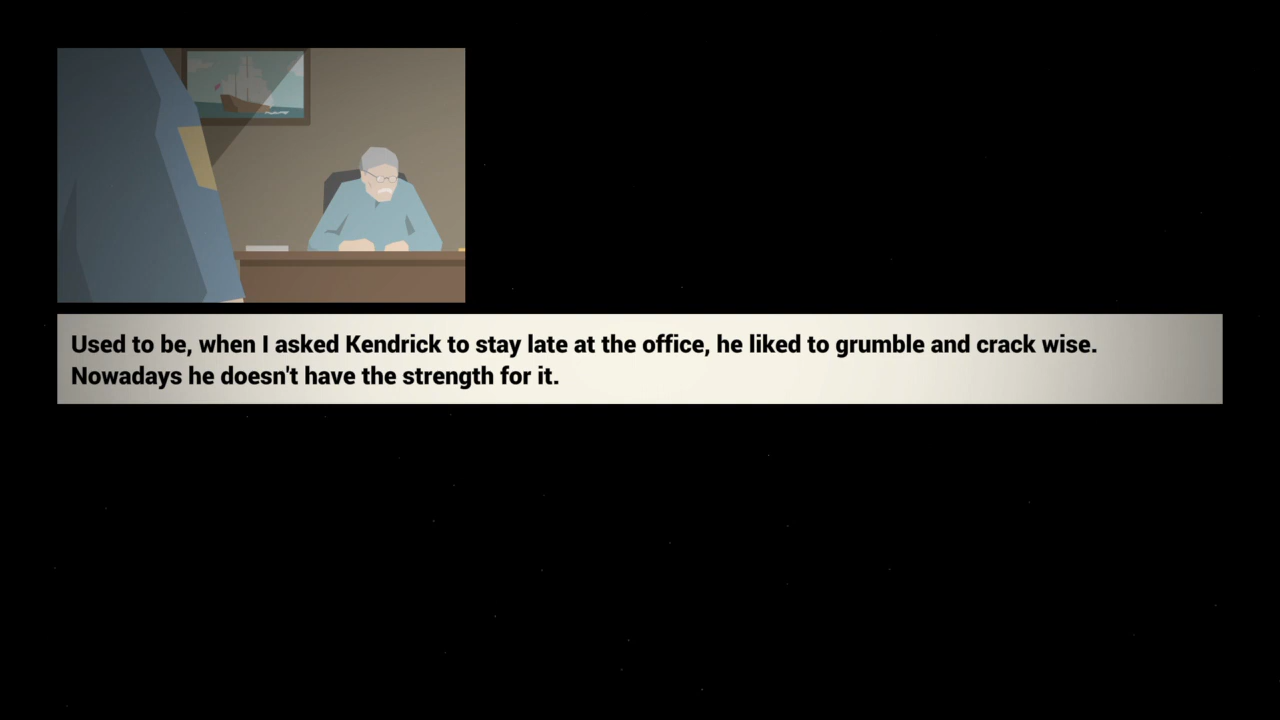 Used to be, when I asked Kendrick to stay late at the office, he liked to grumble and crack wise.
Nowadays he doesn't have the strength for it.